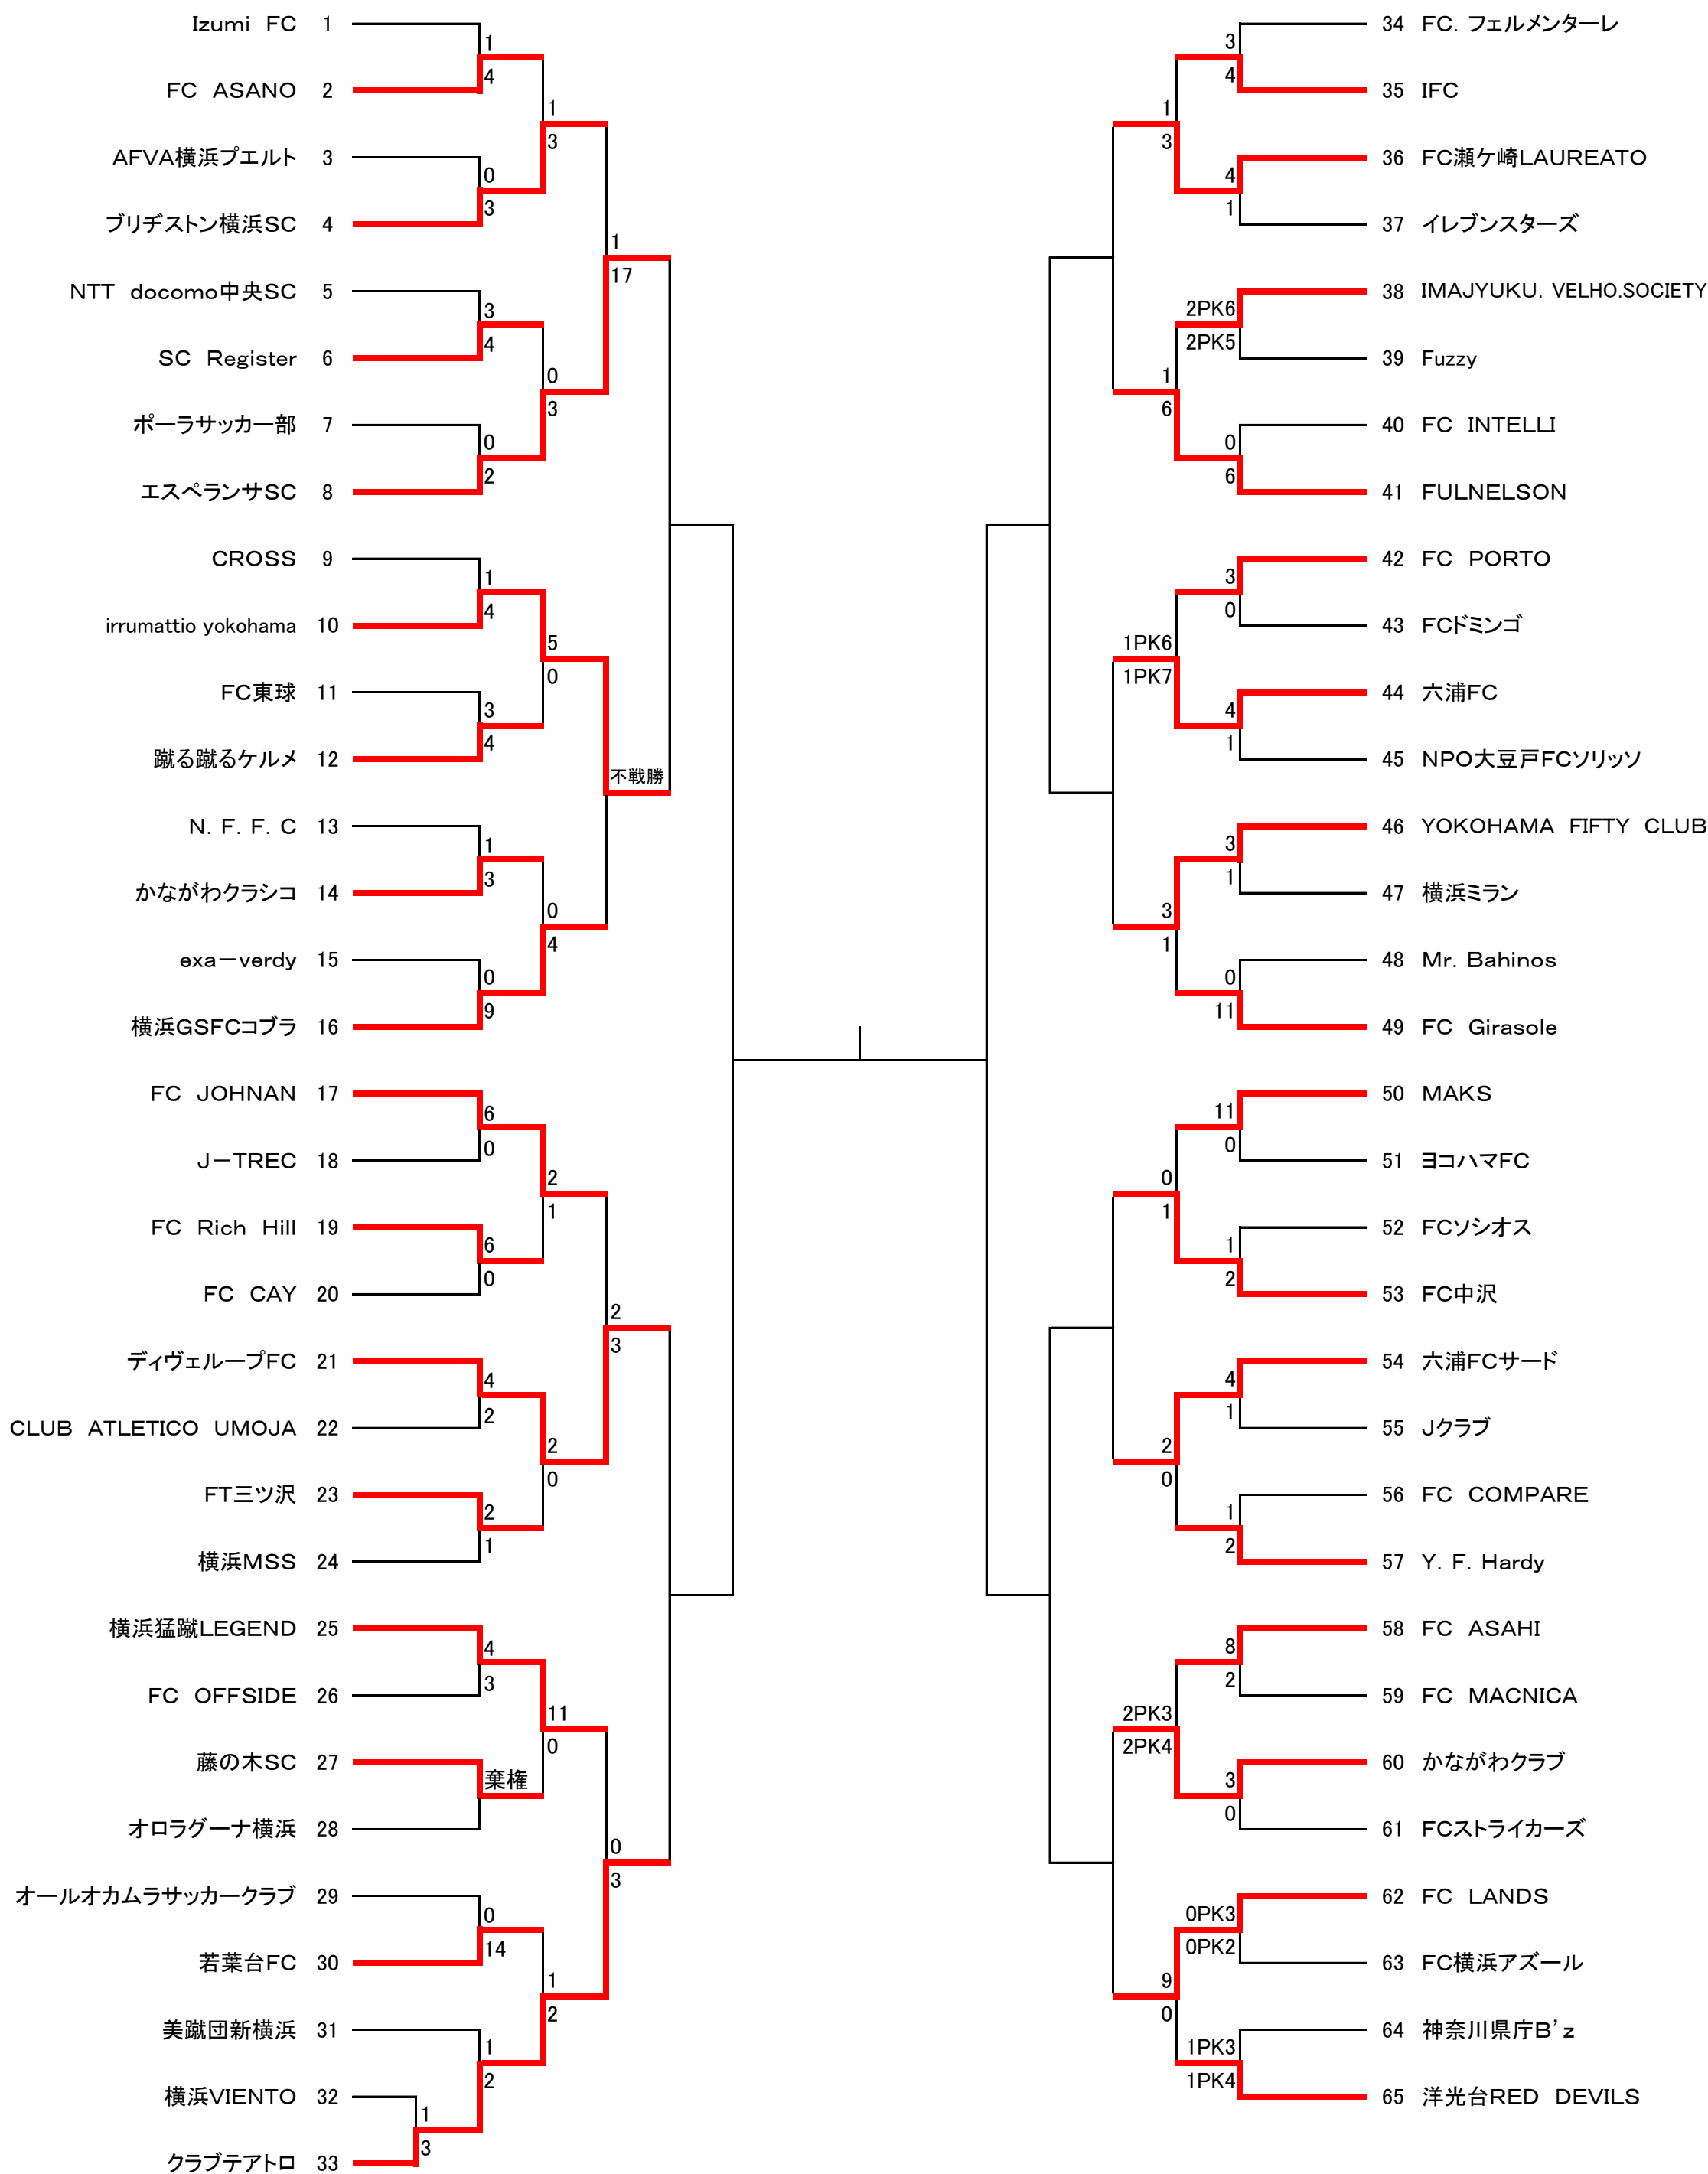 Izumi FC 1
1
FC ASANO 2
4
1
3
AFVA横浜プエルト 3
0
ブリヂストン横浜SC 4
3
1
17
NTT docomo中央SC 5
3
SC Register 6
4
0
3
ポーラサッカー部 7
0
エスペランサSC 8
2
CROSS 9
1
irrumattio yokohama 10
4
5
0
FC東球 11
3
蹴る蹴るケルメ 12
4
不戦勝
N. F. F. C 13
1
かながわクラシコ 14
3
0
4
exa－verdy 15
0
横浜GSFCコブラ 16
9
FC JOHNAN 17
6
J－TREC 18
0
2
1
FC Rich Hill 19
6
FC CAY 20
0
2
3
ディヴェループFC 21
4
CLUB ATLETICO UMOJA 22
2
2
0
FT三ツ沢 23
2
横浜MSS 24
1
横浜猛蹴LEGEND 25
4
FC OFFSIDE 26
3
11
0
藤の木SC 27
棄権
オロラグーナ横浜 28
0
3
オールオカムラサッカークラブ 29
0
若葉台FC 30
14
1
2
美蹴団新横浜 31
1
2
横浜VIENTO 32
1
クラブテアトロ 33
3
34 FC. フェルメンターレ
3
35 IFC
4
1
3
36 FC瀬ケ崎LAUREATO
4
37 イレブンスターズ
1
38 IMAJYUKU. VELHO.SOCIETY
2PK6
39 Fuzzy
2PK5
1
6
40 FC INTELLI
0
41 FULNELSON
6
42 FC PORTO
3
43 FCドミンゴ
0
1PK6
1PK7
44 六浦FC
4
45 NPO大豆戸FCソリッソ
1
46 YOKOHAMA FIFTY CLUB
3
47 横浜ミラン
1
3
1
48 Mr. Bahinos
0
49 FC Girasole
11
50 MAKS
11
51 ヨコハマFC
0
0
1
52 FCソシオス
1
53 FC中沢
2
54 六浦FCサード
4
55 Jクラブ
1
2
0
56 FC COMPARE
1
57 Y. F. Hardy
2
58 FC ASAHI
8
59 FC MACNICA
2
2PK3
2PK4
60 かながわクラブ
3
61 FCストライカーズ
0
62 FC LANDS
0PK3
63 FC横浜アズール
0PK2
9
0
64 神奈川県庁B’z
1PK3
65 洋光台RED DEVILS
1PK4